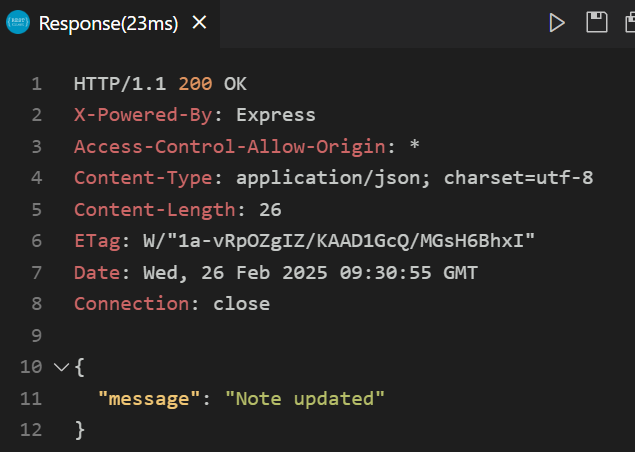 Response(23ms)
1 HTTP/1.1 200 OK
2 X-Powered-By: Express
3 Access-Control-Allow-Origin: *
4 Content-Type: application/json; charset=utf-8
5 Content-Length: 26
6 ETag: W/"1a-vRpOZgIZ/KAAD1GcQ/MGsH6BhxI"
7 Date: Wed, 26 Feb 2025 09:30:55 GMT
8 Connection: close
9
10 {
11 "message": "Note updated"
12 }